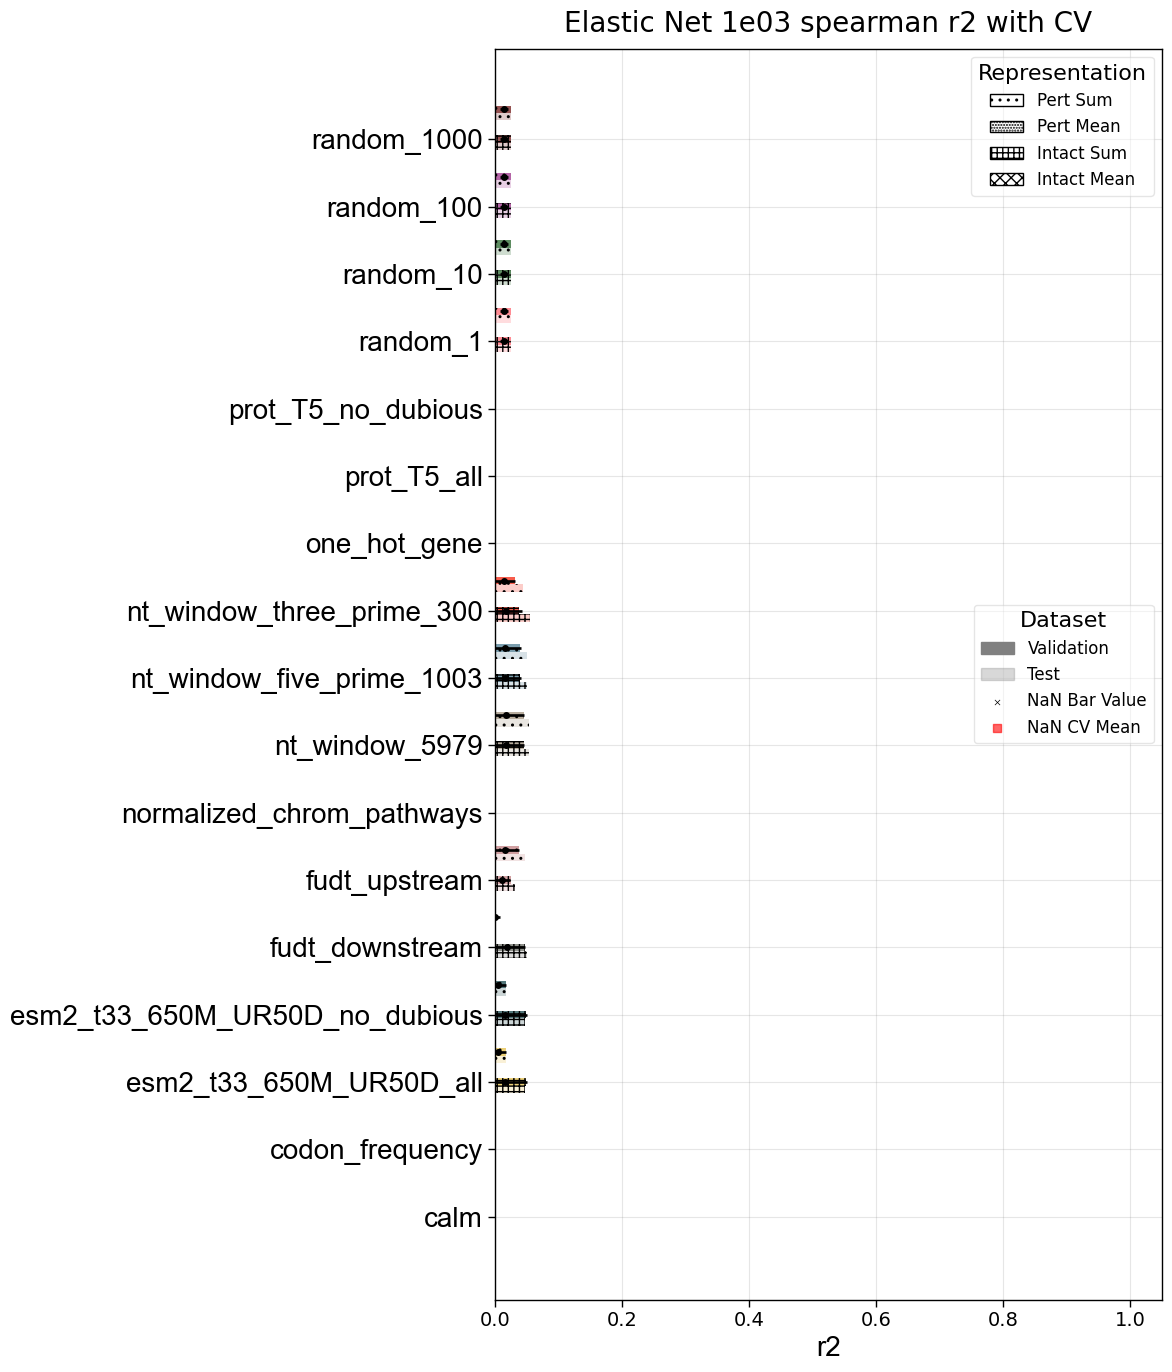 Elastic Net 1e03 spearman r2 with CV
Representation
Pert Sum
Pert Mean
Intact Sum
Intact Mean
random_1000
random_100
random_10
random_1
prot_T5_no_dubious
prot_T5_all
one_hot_gene
nt_window_three_prime_300
nt_window_five_prime_1003
nt_window_5979
normalized_chrom_pathways
fudt_upstream
fudt_downstream
esm2_t33_650M_UR50D_no_dubious
esm2_t33_650M_UR50D_all
codon_frequency
calm
Dataset
Validation
Test
NaN Bar Value
NaN CV Mean
0.0 0.2 0.4 0.6 0.8 1.0
r2